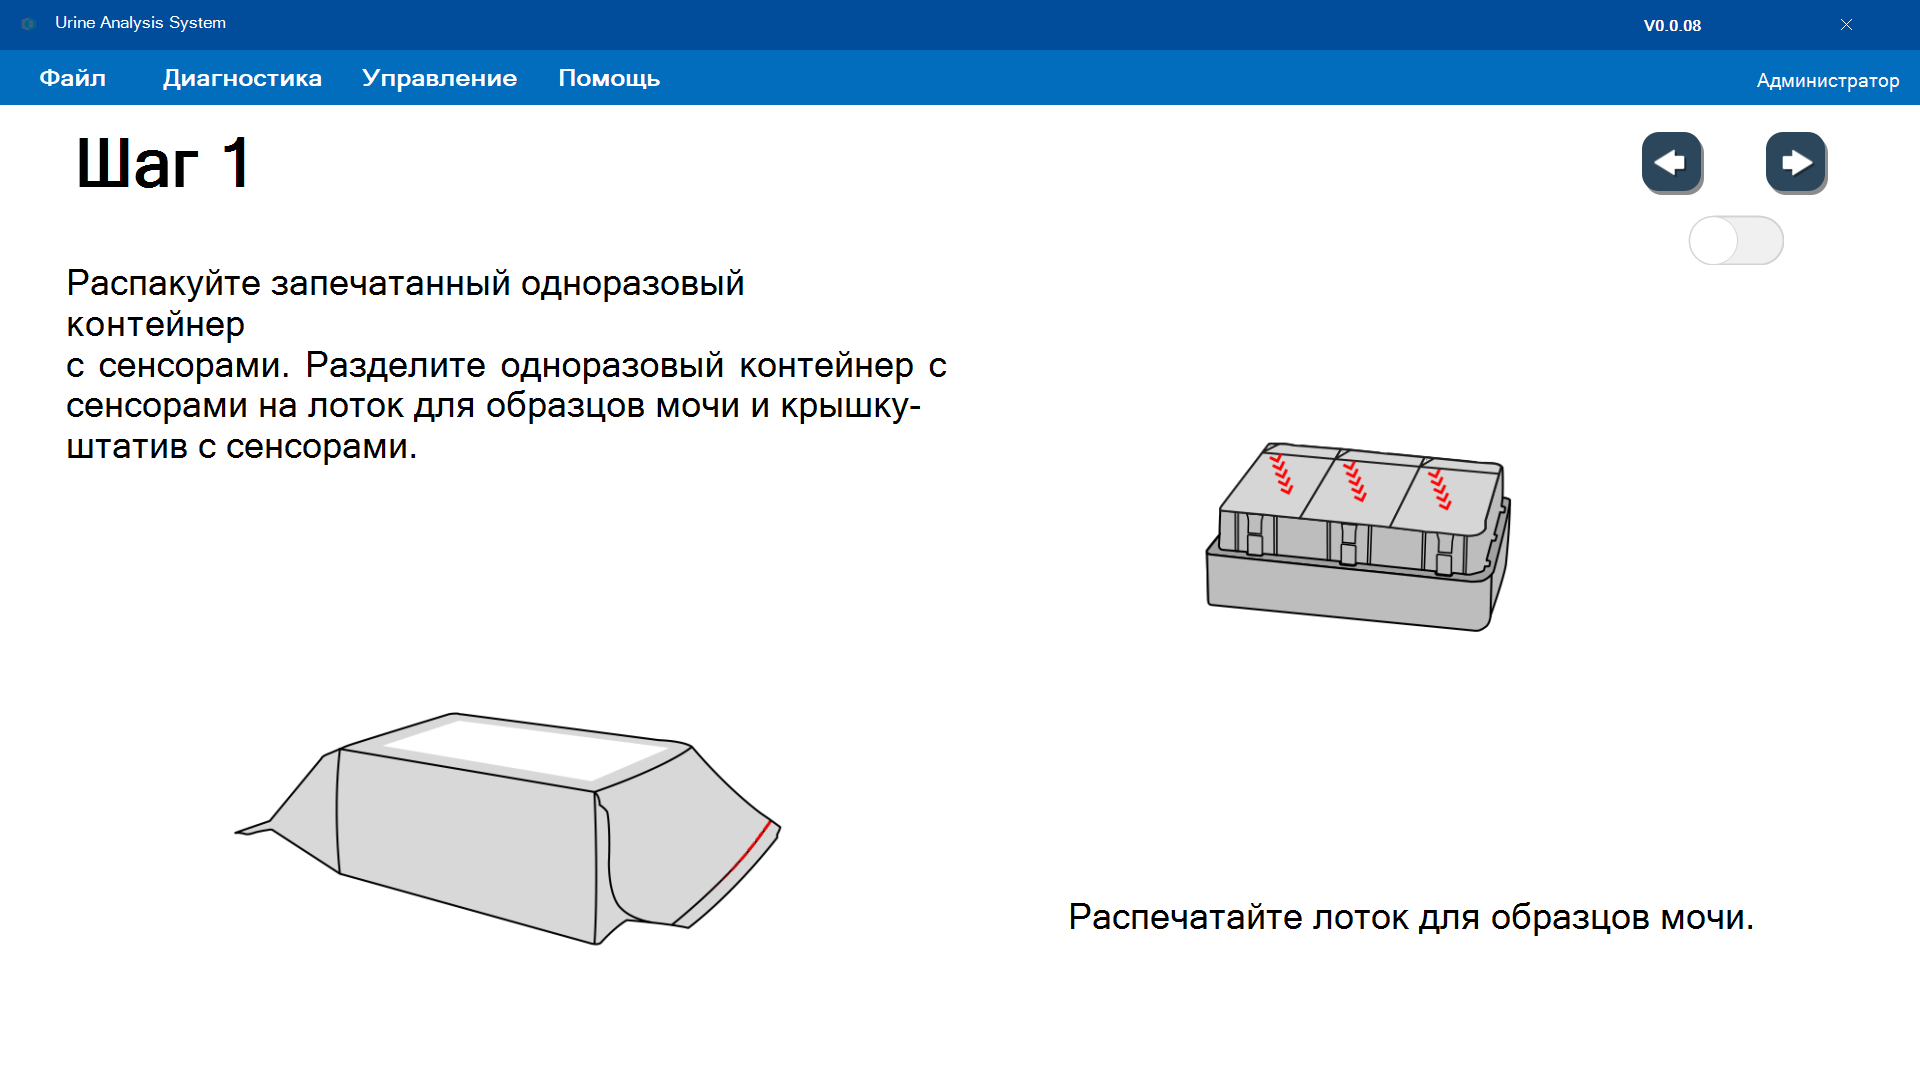 Urine Analysis System
V0.0.08
Файл Диагностика Управление Помощь
Администратор
Шаг 1
Распакуйте запечатанный одноразовый
контейнер
с сенсорами. Разделите одноразовый контейнер с
сенсорами на лоток для образцов мочи и крышку-
штатив с сенсорами.
Распечатайте лоток для образцов мочи.